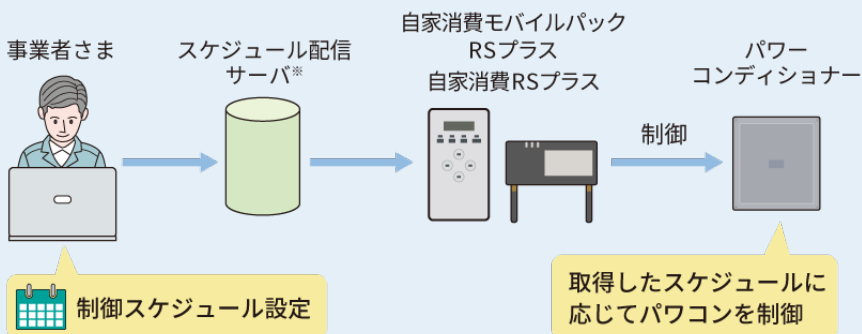 事業者さま
スケジュール配信
サーバ※
自家消費モバイルパック
RSプラス
自家消費RSプラス
パワー
コンディショナー
制御
制御スケジュール設定
取得したスケジュールに
応じてパワコンを制御